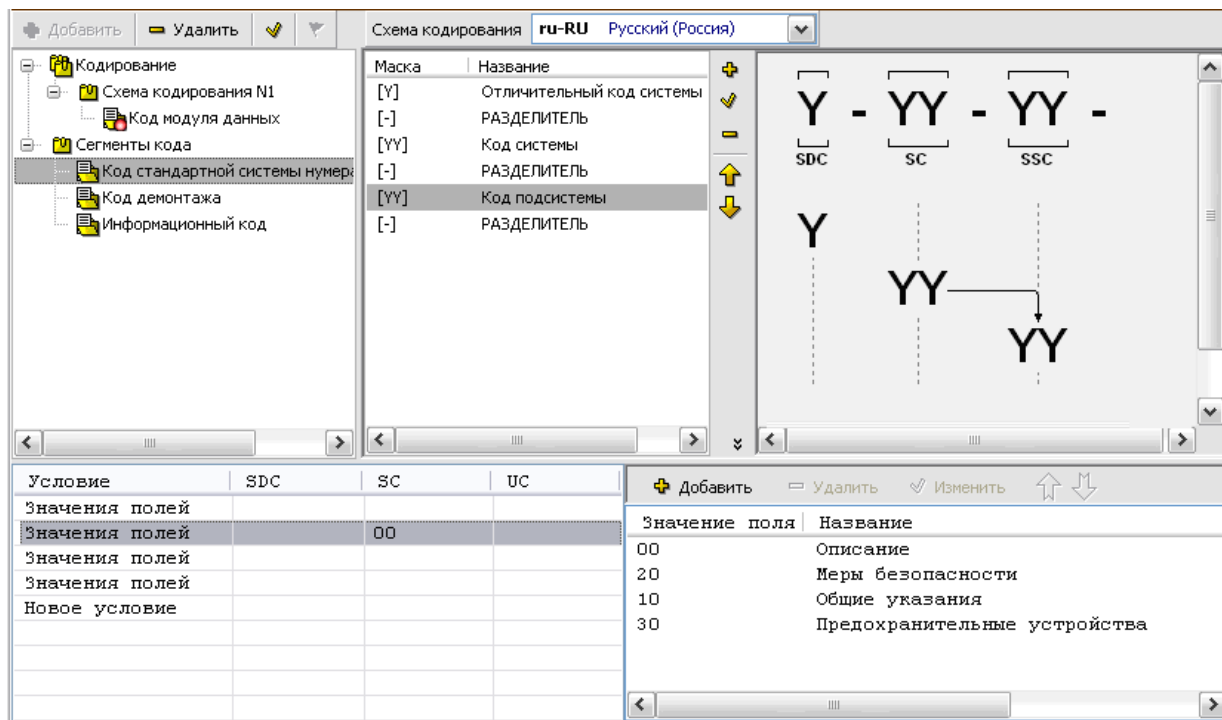 Добавить Удалить Схема кодирования ru-RU Русский (Россия)
Кодирование
Схема кодирования N1
Код модуля данных
Сегменты кода
Код стандартной системы нумера
Код демонтажа
Информационный код
Маска Название
[Y] Отличительный код системы
[-] РАЗДЕЛИТЕЛЬ
[YY] Код системы
[-] РАЗДЕЛИТЕЛЬ
[YY] Код подсистемы
[-] РАЗДЕЛИТЕЛЬ
Y - YY - YY -
SDC SC SSC
Y
YY
YY
Условие SDC SC UC
Значения полей
Значения полей 00
Значения полей
Значения полей
Новое условие
Добавить Удалить Изменить
Значение поля Название
00 Описание
20 Меры безопасности
10 Общие указания
30 Предохранительные устройства